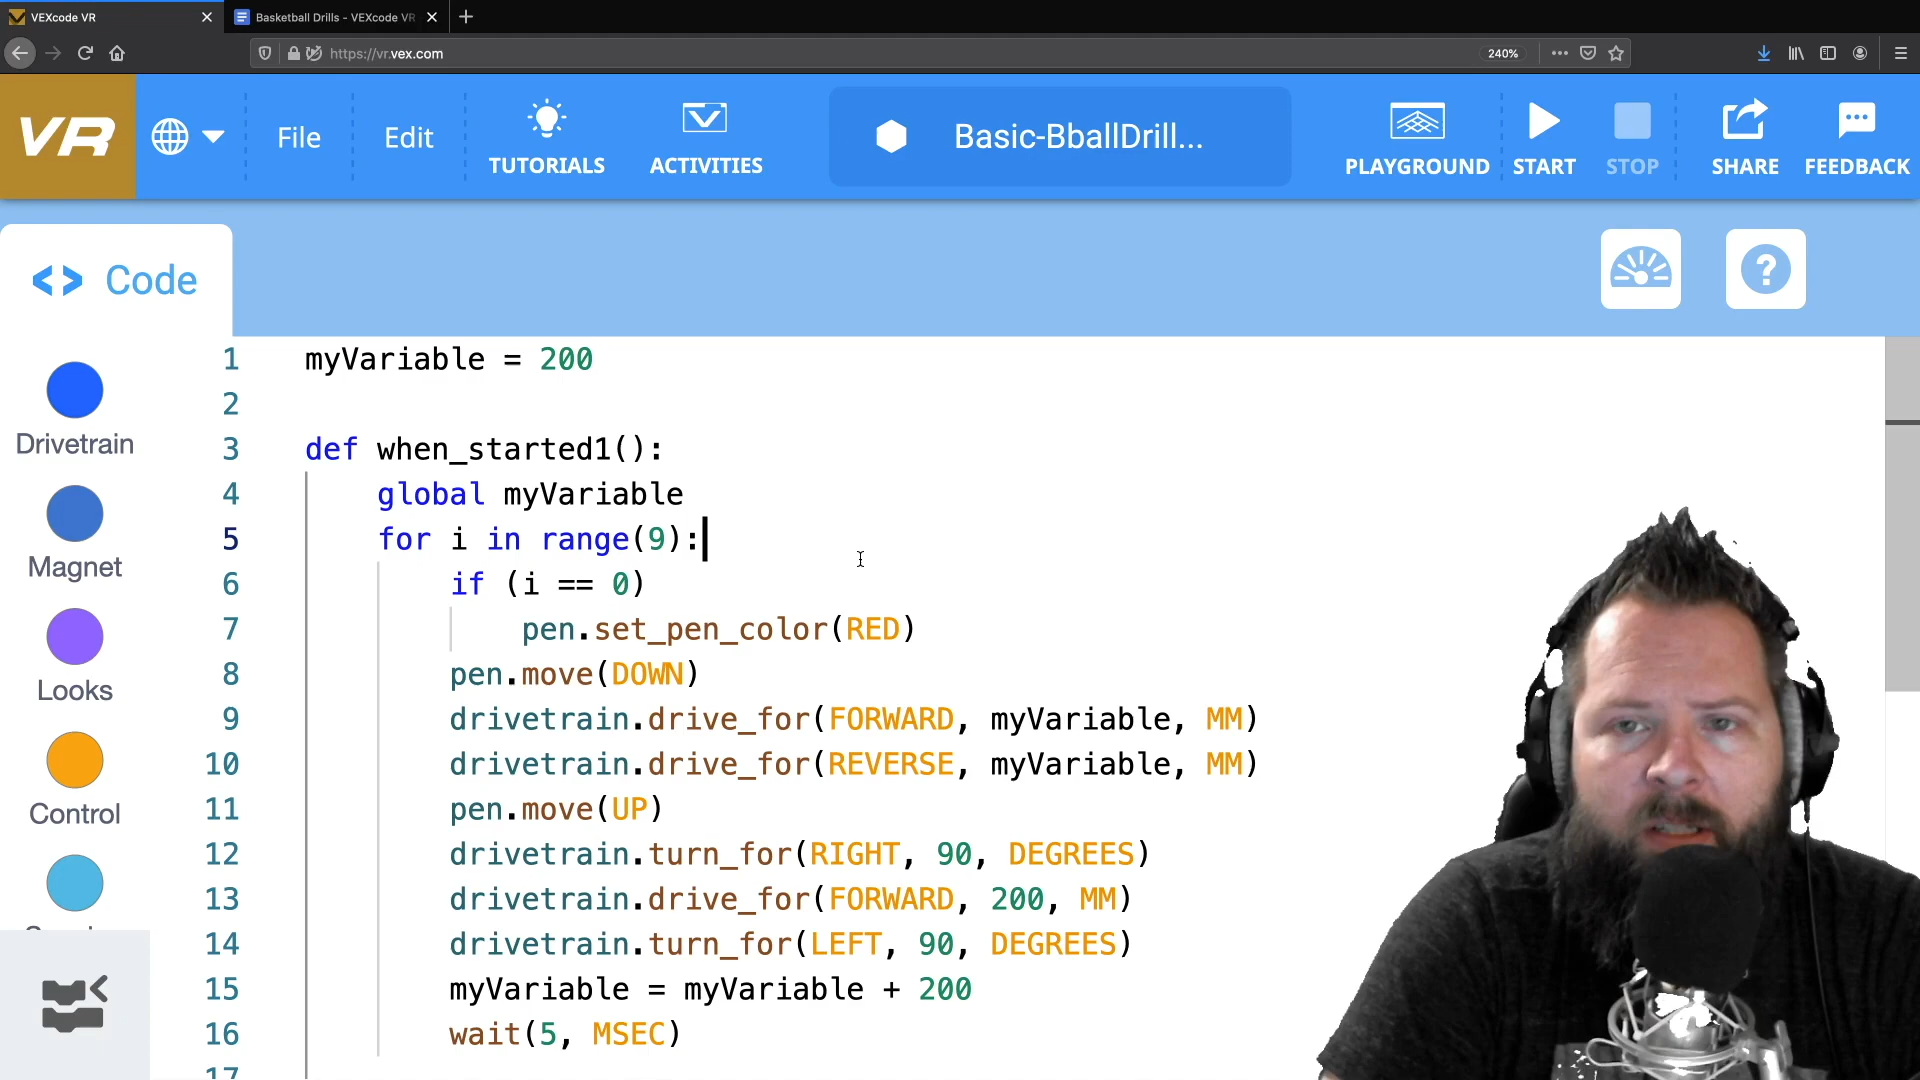 VEXcode VR
Basketball Drills - VEXcode VR
https://vr.vex.com
240%
VR
File
Edit
TUTORIALS
ACTIVITIES
Basic-BballDrill...
PLAYGROUND
START
STOP
SHARE
FEEDBACK
<> Code
?
Drivetrain
Magnet
Looks
Control
1 myVariable = 200
2
3 def when_started1():
4 global myVariable
5 for i in range(9):
6 if (i == 0)
7 pen.set_pen_color(RED)
8 pen.move(DOWN)
9 drivetrain.drive_for(FORWARD, myVariable, MM)
10 drivetrain.drive_for(REVERSE, myVariable, MM)
11 pen.move(UP)
12 drivetrain.turn_for(RIGHT, 90, DEGREES)
13 drivetrain.drive_for(FORWARD, 200, MM)
14 drivetrain.turn_for(LEFT, 90, DEGREES)
15 myVariable = myVariable + 200
16 wait(5, MSEC)
17